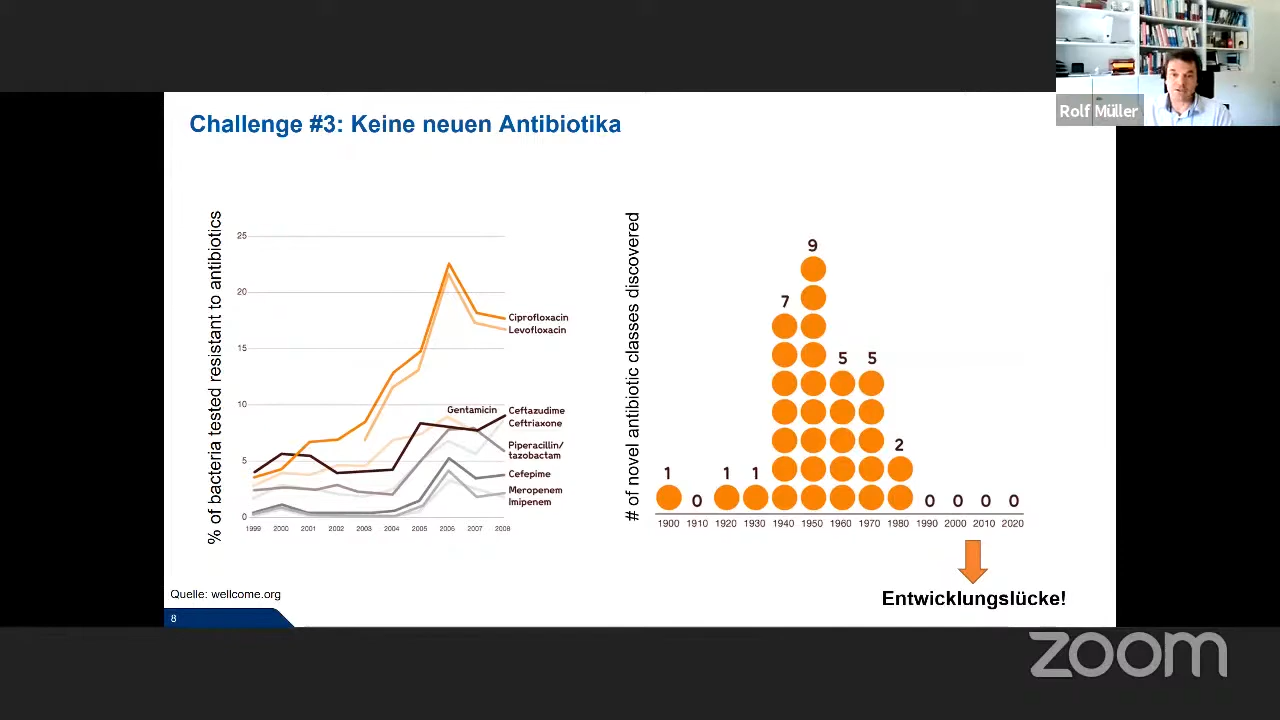 Rolf Müller
Challenge #3: Keine neuen Antibiotika
% of bacteria tested resistant to antibiotics
25
20
15
10
5
0
1999 2000 2001 2002 2003 2004 2005 2006 2007 2008
Ciprofloxacin
Levofloxacin
Gentamicin
Ceftazudime
Ceftriaxone
Piperacillin/
tazobactam
Cefepime
Meropenem
Imipenem
# of novel antibiotic classes discovered
1 0 1 1 7 9 5 5 2 0 0 0 0
1900 1910 1920 1930 1940 1950 1960 1970 1980 1990 2000 2010 2020
Entwicklungslücke!
Quelle: wellcome.org
8
zoom